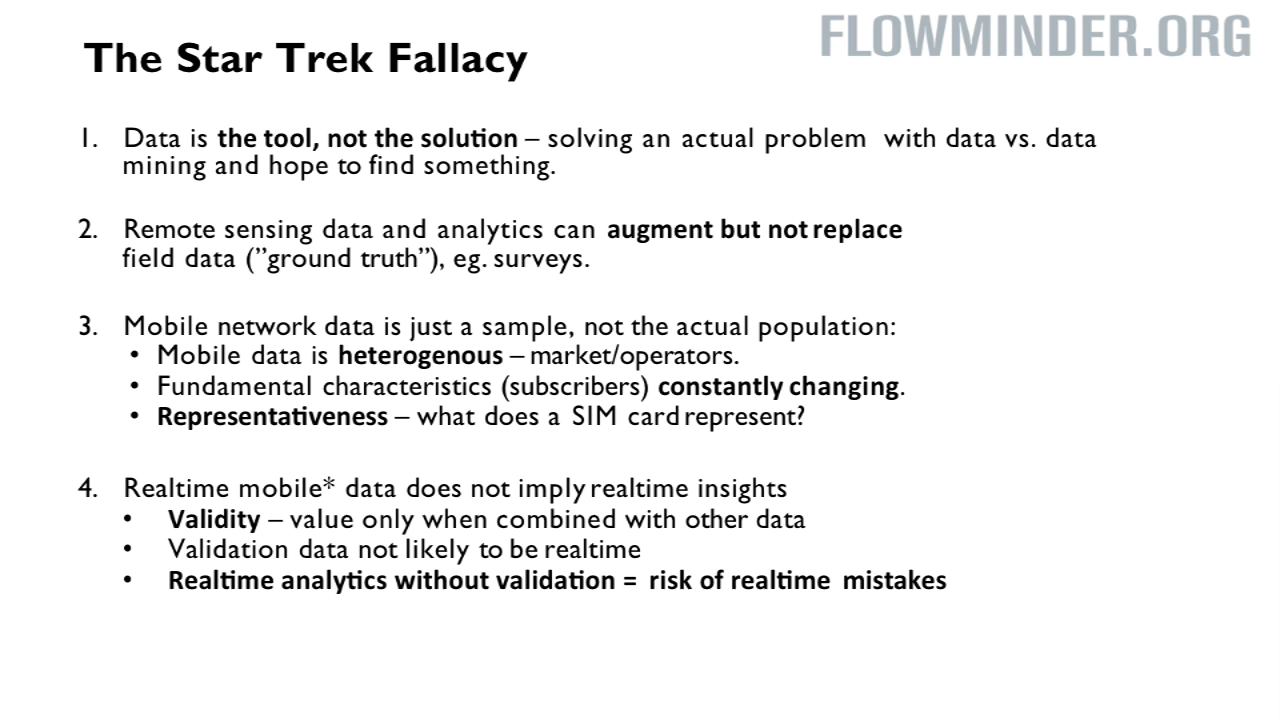 FLOWMINDER.ORG
The Star Trek Fallacy
1. Data is the tool, not the solution – solving an actual problem with data vs. data
mining and hope to find something.
2. Remote sensing data and analytics can augment but not replace
field data (”ground truth”), eg. surveys.
3. Mobile network data is just a sample, not the actual population:
• Mobile data is heterogenous – market/operators.
• Fundamental characteristics (subscribers) constantly changing.
• Representativeness – what does a SIM card represent?
4. Realtime mobile* data does not imply realtime insights
• Validity – value only when combined with other data
• Validation data not likely to be realtime
• Realtime analytics without validation = risk of realtime mistakes